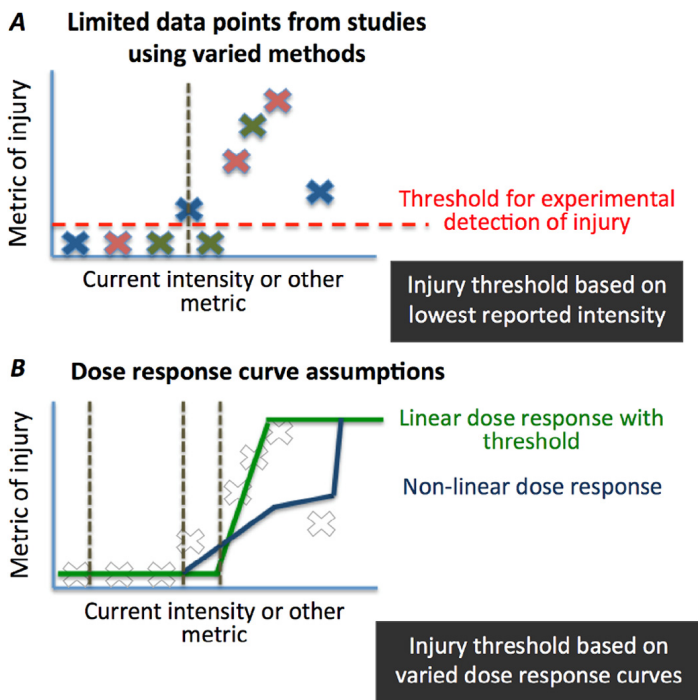 A
Limited data points from studies
using varied methods
Metric of injury
Threshold for experimental
detection of injury
Current intensity or other
metric
Injury threshold based on
lowest reported intensity
B
Dose response curve assumptions
Metric of injury
Linear dose response with
threshold
Non-linear dose response
Current intensity or other
metric
Injury threshold based on
varied dose response curves